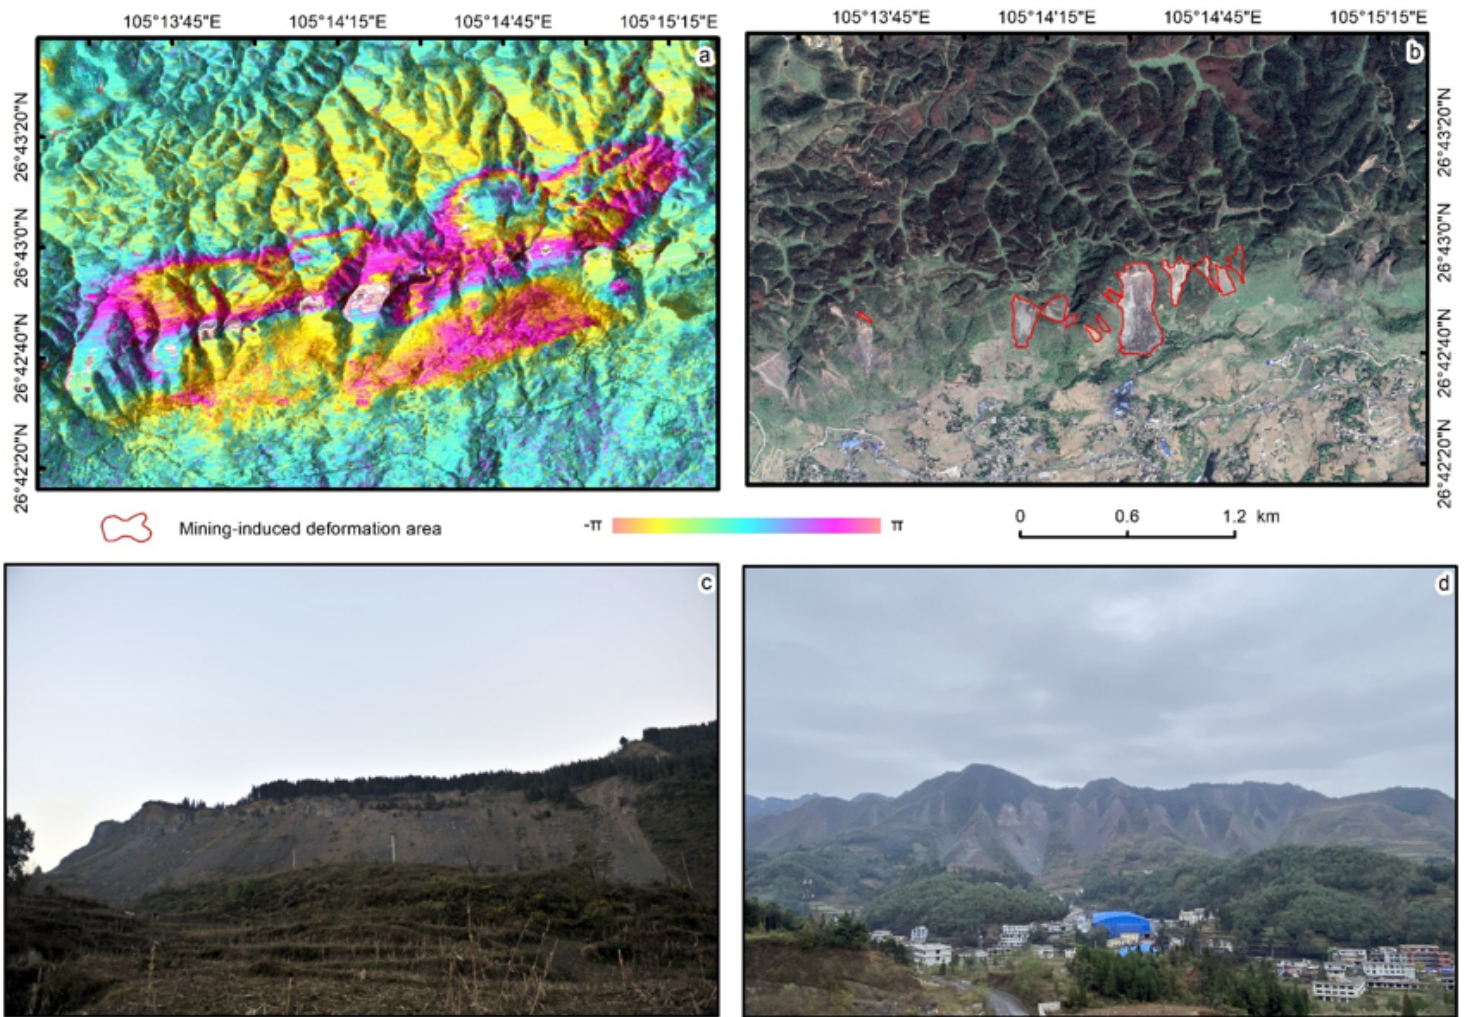 105°13'45"E 105°14'15"E 105°14'45"E 105°15'15"E
105°13'45"E 105°14'15"E 105°14'45"E 105°15'15"E
a
b
26°43'20"N
26°43'0"N
26°42'40"N
26°42'20"N
26°43'20"N
26°43'0"N
26°42'40"N
26°42'20"N
Mining-induced deformation area
-π π
0 0.6 1.2 km
c
d